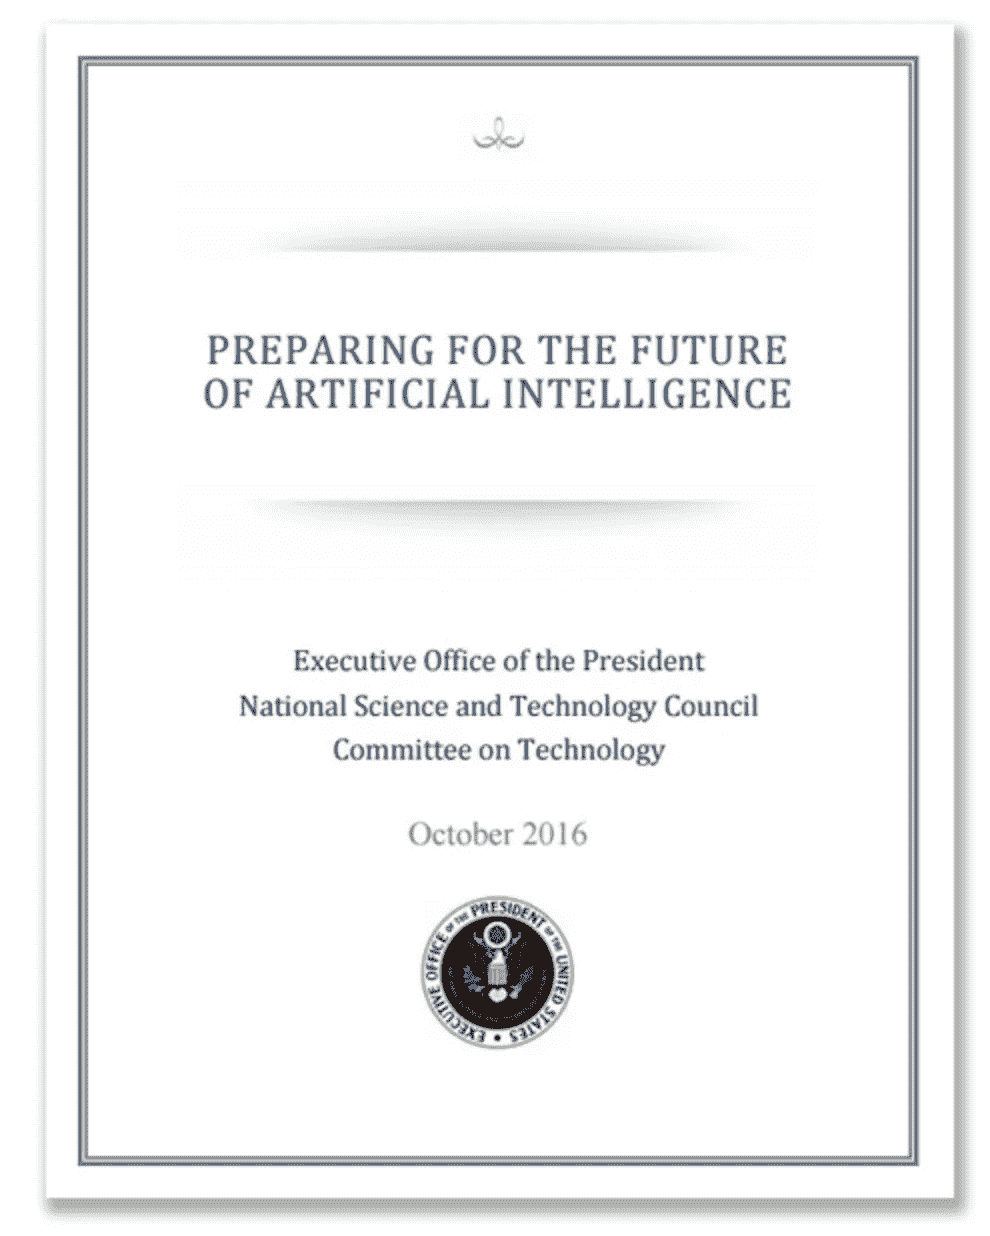 PREPARING FOR THE FUTURE
OF ARTIFICIAL INTELLIGENCE
Executive Office of the President
National Science and Technology Council
Committee on Technology
October 2016
EXECUTIVE OFFICE OF THE PRESIDENT OF THE UNITED STATES